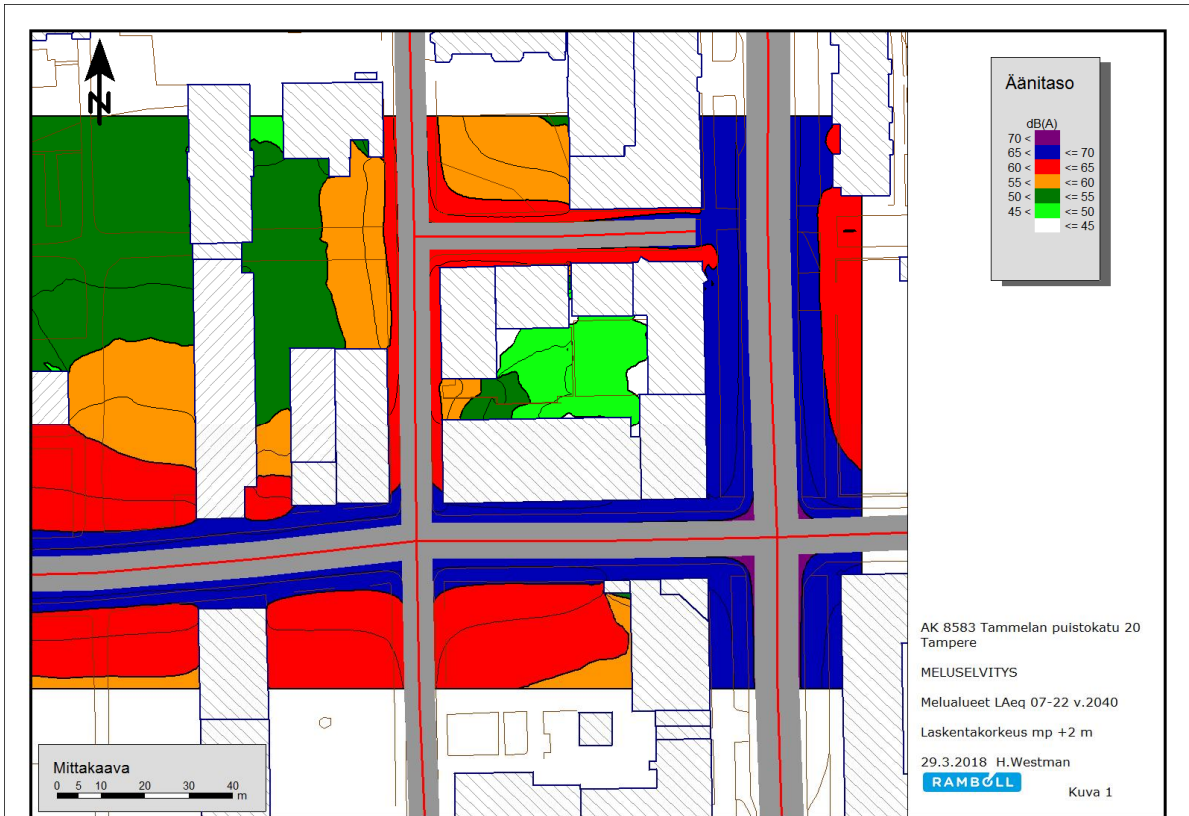 N
Äänitaso
dB(A)
70 <
65 < <= 70
60 < <= 65
55 < <= 60
50 < <= 55
45 < <= 50
<= 45
AK 8583 Tammelan puistokatu 20
Tampere
MELUSELVITYS
Melualueet LAeq 07-22 v.2040
Laskentakorkeus mp +2 m
29.3.2018 H.Westman
RAMBOLL
Kuva 1
Mittakaava
0 5 10 20 30 40
m